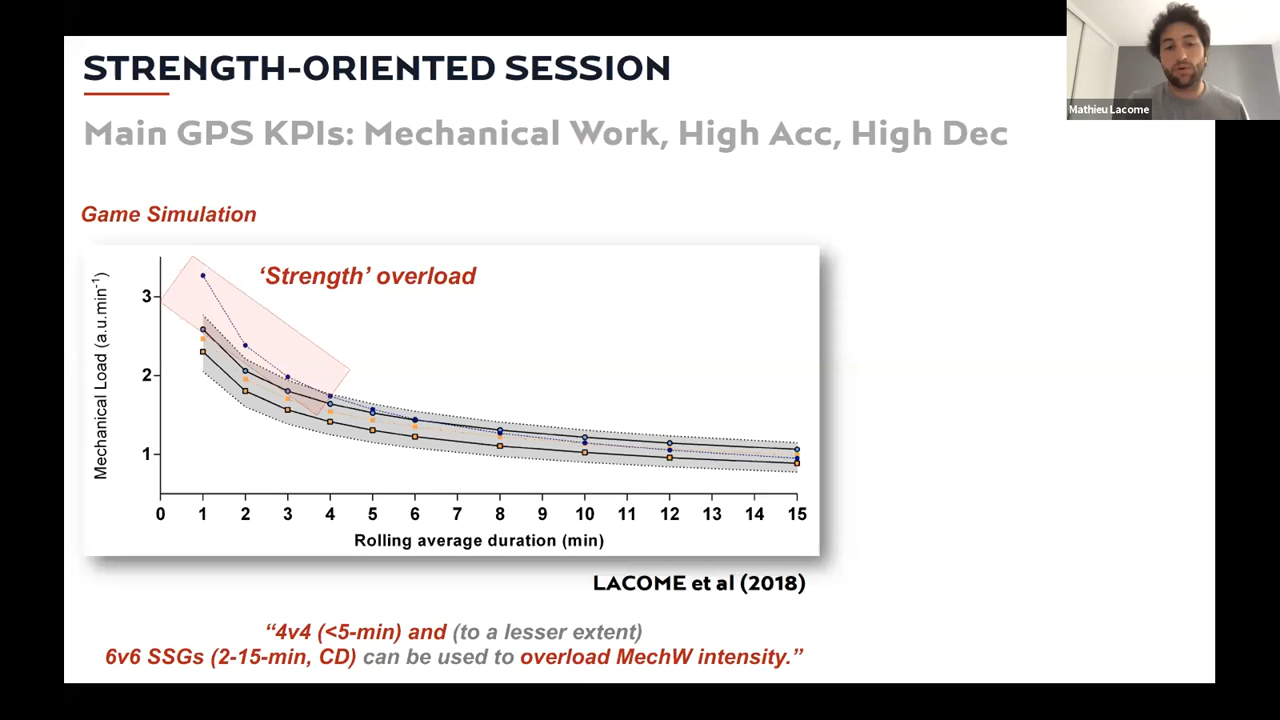 STRENGTH-ORIENTED SESSION
Mathieu Lacome
Main GPS KPIs: Mechanical Work, High Acc, High Dec
Game Simulation
‘Strength’ overload
Mechanical Load (a.u.min-1)
3
2
1
0 1 2 3 4 5 6 7 8 9 10 11 12 13 14 15
Rolling average duration (min)
LACOME et al (2018)
“4v4 (<5-min) and (to a lesser extent)
6v6 SSGs (2-15-min, CD) can be used to overload MechW intensity.”